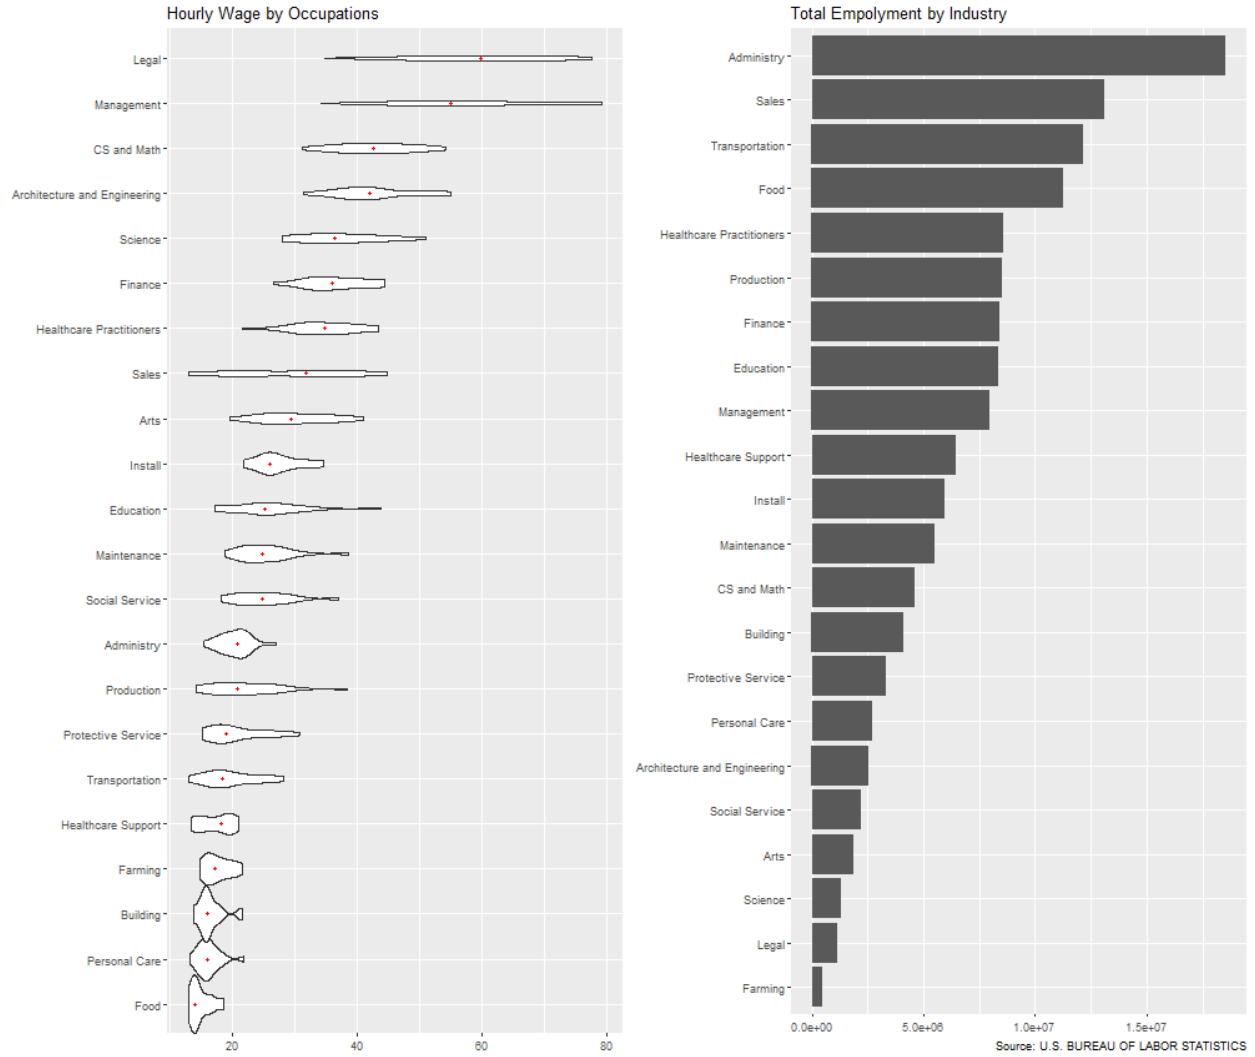 Hourly Wage by Occupations
Legal
Management
CS and Math
Architecture and Engineering
Science
Finance
Healthcare Practitioners
Sales
Arts
Install
Education
Maintenance
Social Service
Administry
Production
Protective Service
Transportation
Healthcare Support
Farming
Building
Personal Care
Food
20 40 60 80
Total Empolyment by Industry
Administry
Sales
Transportation
Food
Healthcare Practitioners
Production
Finance
Education
Management
Healthcare Support
Install
Maintenance
CS and Math
Building
Protective Service
Personal Care
Architecture and Engineering
Social Service
Arts
Science
Legal
Farming
0.0e+00 5.0e+06 1.0e+07 1.5e+07
Source: U.S. BUREAU OF LABOR STATISTICS